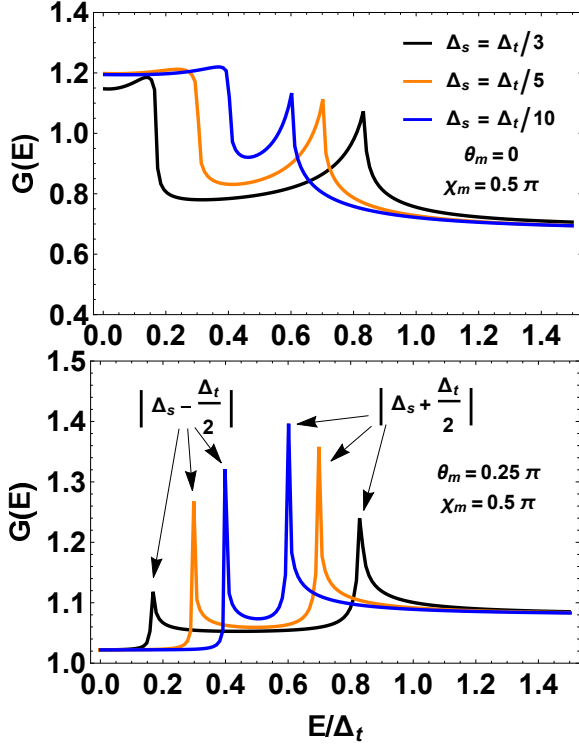 1.4
1.2
1.0
0.8
0.6
0.4
G(E)
Δs = Δt/3
Δs = Δt/5
Δs = Δt/10
θm = 0
χm = 0.5 π
0.0 0.2 0.4 0.6 0.8 1.0 1.2 1.4
1.5
1.4
1.3
1.2
1.1
1.0
G(E)
| Δs − Δt/2 |
| Δs + Δt/2 |
θm = 0.25 π
χm = 0.5 π
0.0 0.2 0.4 0.6 0.8 1.0 1.2 1.4
E/Δt